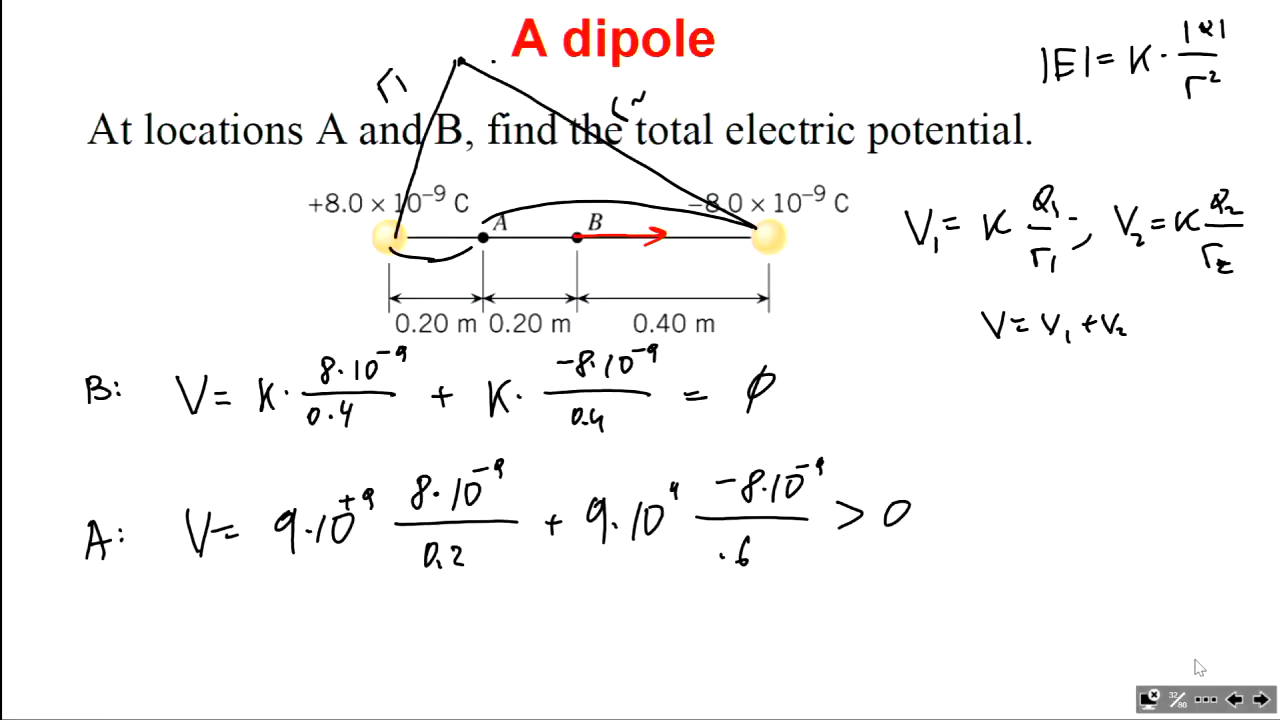 A dipole
|E| = K · |Q| / r²
r1
r2
At locations A and B, find the total electric potential.
+8.0 × 10⁻⁹ C
−8.0 × 10⁻⁹ C
A
B
V₁ = K Q₁ / r₁ , V₂ = K Q₂ / r₂
0.20 m 0.20 m 0.40 m
V = V₁ + V₂
B: V = K · 8·10⁻⁹ / 0.4 + K · −8·10⁻⁹ / 0.4 = ϕ
A: V = 9·10⁺⁹ 8·10⁻⁹ / 0.2 + 9·10⁹ −8·10⁻⁹ / .6 > 0
32/80